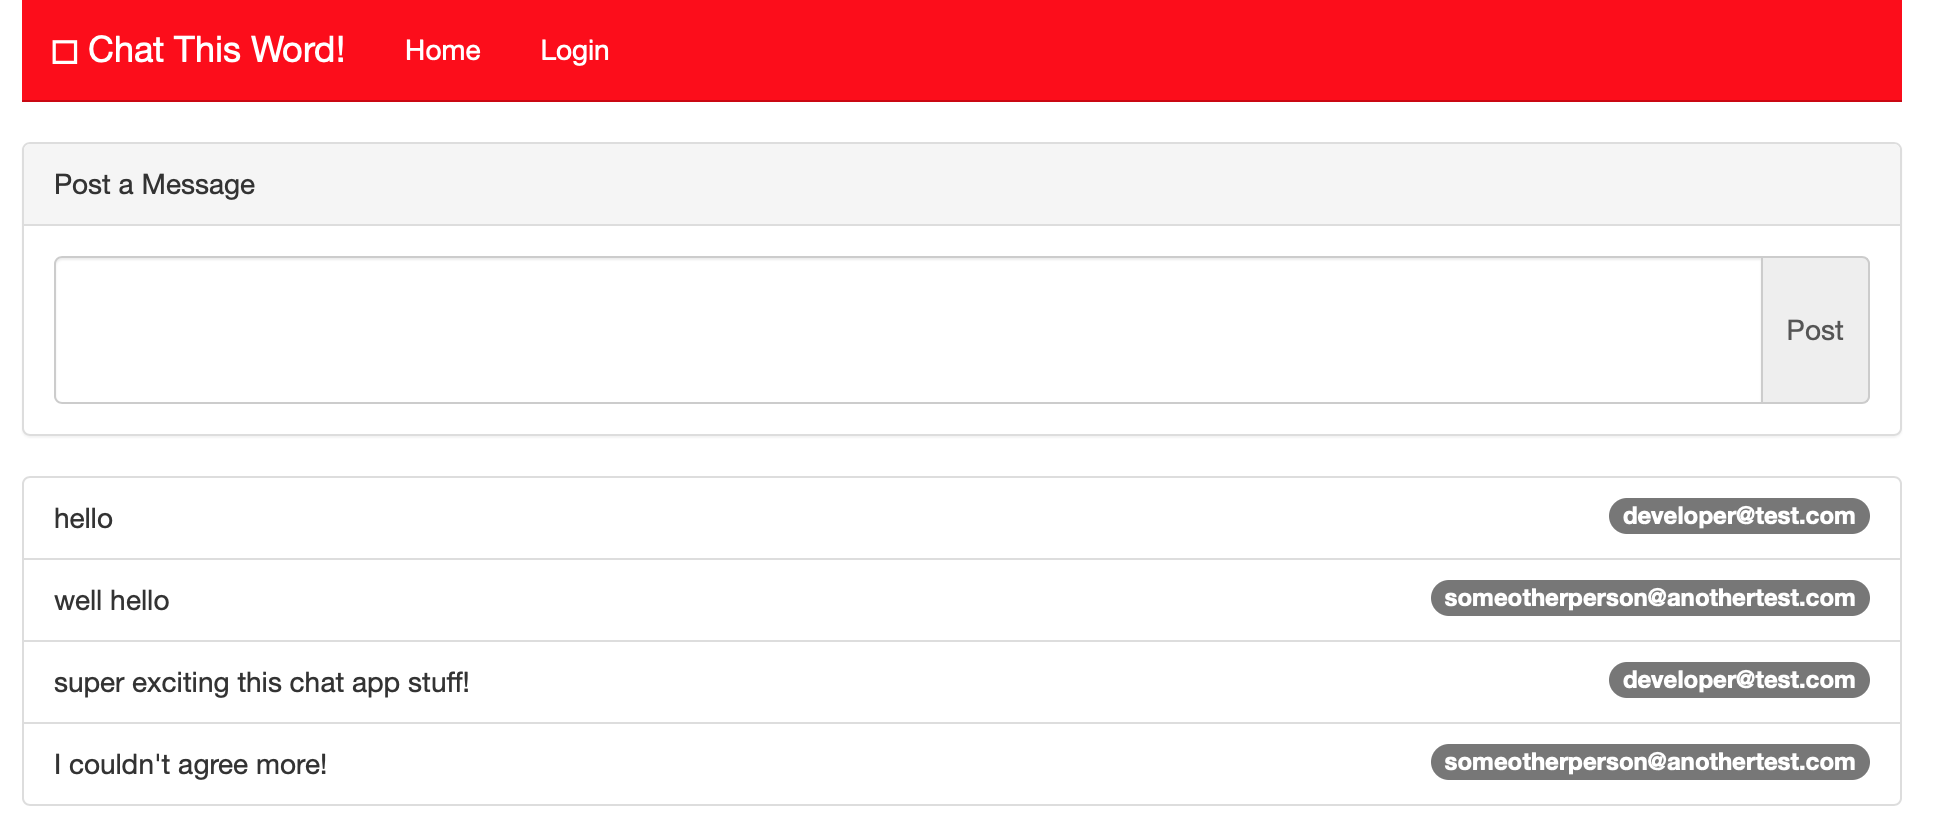 Chat This Word! Home Login
Post a Message
Post
hello developer@test.com
well hello someotherperson@anothertest.com
super exciting this chat app stuff! developer@test.com
I couldn't agree more! someotherperson@anothertest.com